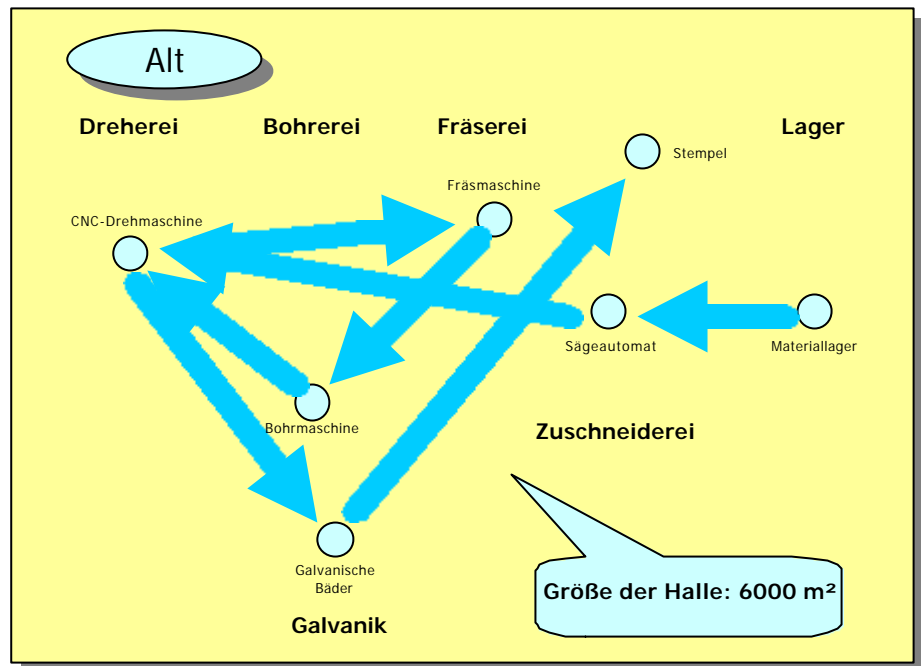 Alt
Dreherei
Bohrerei
Fräserei
Lager
Stempel
Fräsmaschine
CNC-Drehmaschine
Sägeautomat
Materiallager
Bohrmaschine
Zuschneiderei
Galvanische
Bäder
Größe der Halle: 6000 m²
Galvanik